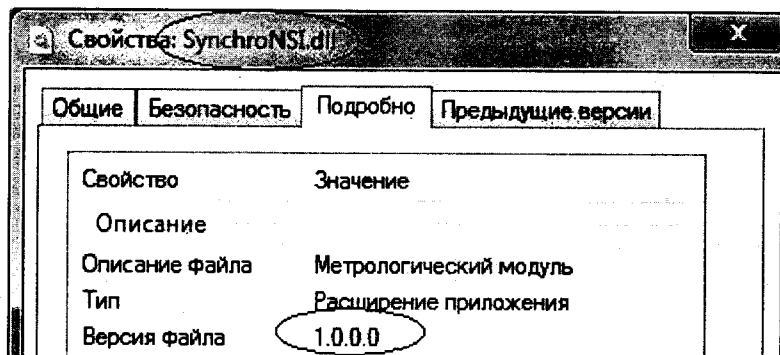 Свойства: SynchroNSI.dll
Общие Безопасность Подробно Предыдущие версии
Свойство Значение
Описание
Описание файла Метрологический модуль
Тип Расширение приложения
Версия файла 1.0.0.0